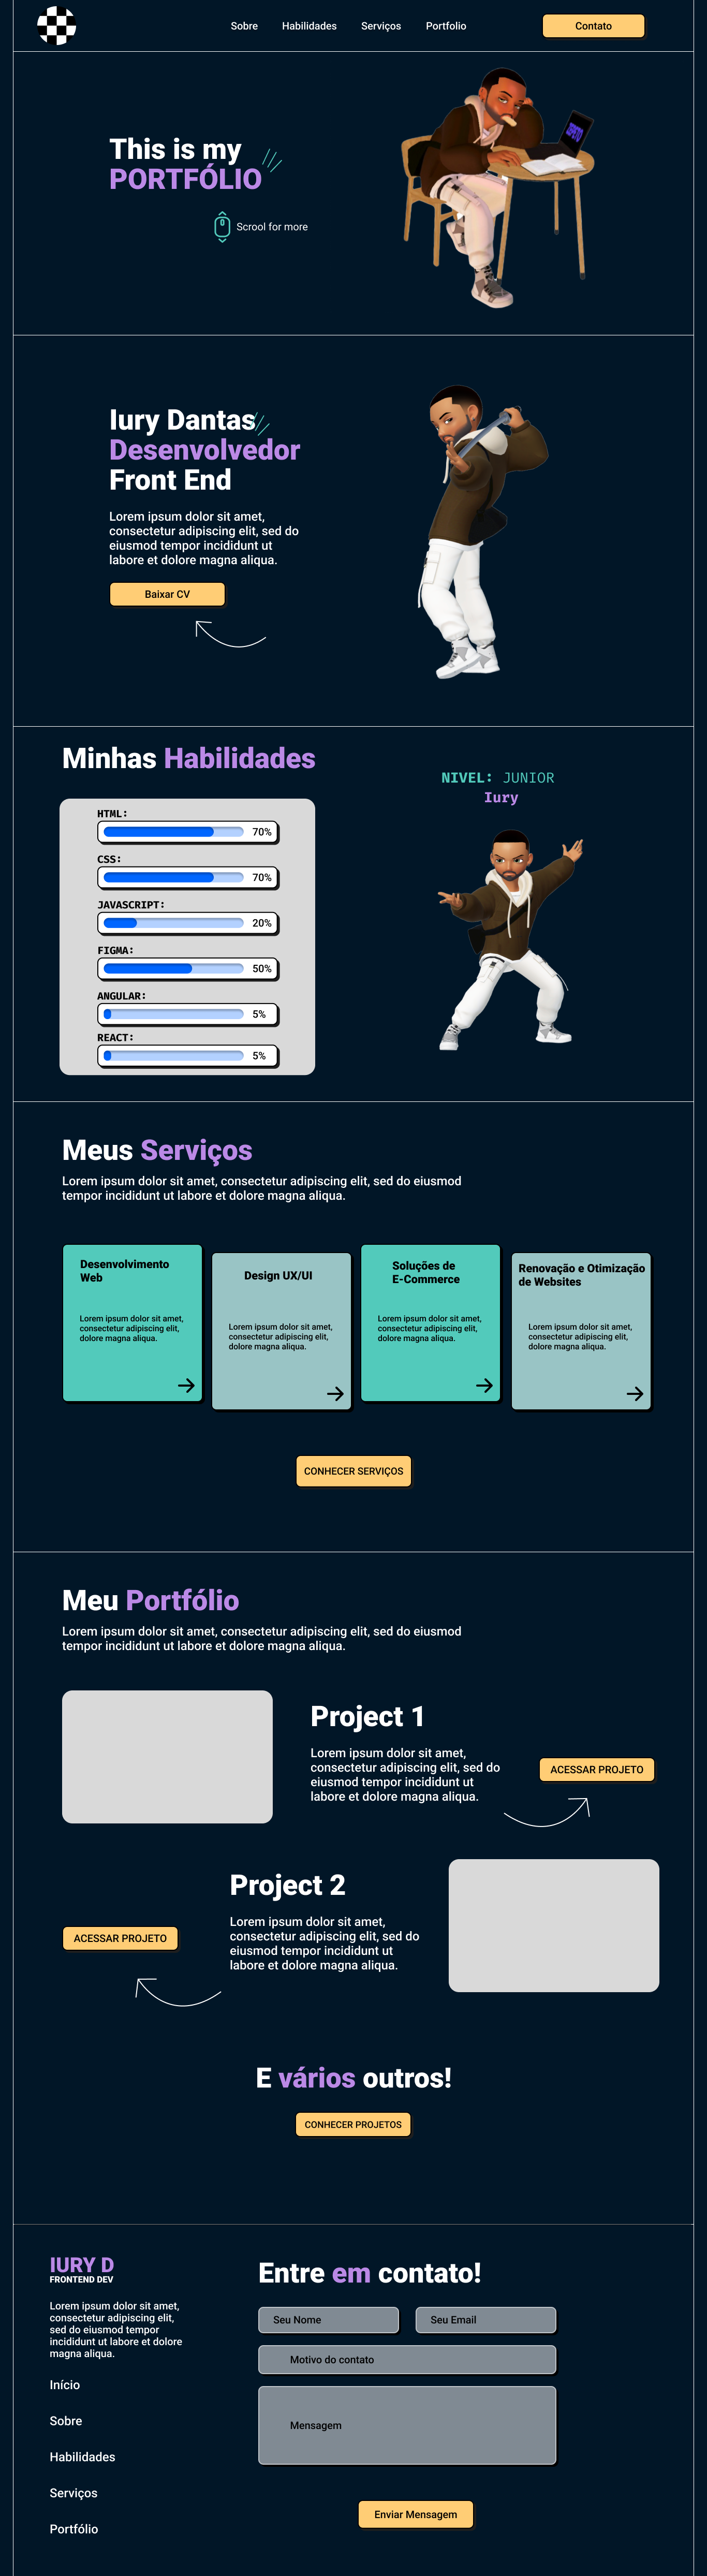 Sobre
Habilidades
Serviços
Portfolio
Contato
This is my
PORTFÓLIO
Scrool for more
Iury Dantas
Desenvolvedor
Front End
Lorem ipsum dolor sit amet,
consectetur adipiscing elit, sed do
eiusmod tempor incididunt ut
labore et dolore magna aliqua.
Baixar CV
Minhas Habilidades
NIVEL: JUNIOR
Iury
HTML:
70%
CSS:
70%
JAVASCRIPT:
20%
FIGMA:
50%
ANGULAR:
5%
REACT:
5%
Meus Serviços
Lorem ipsum dolor sit amet, consectetur adipiscing elit, sed do eiusmod
tempor incididunt ut labore et dolore magna aliqua.
Desenvolvimento
Web
Lorem ipsum dolor sit amet,
consectetur adipiscing elit,
dolore magna aliqua.
Design UX/UI
Lorem ipsum dolor sit amet,
consectetur adipiscing elit,
dolore magna aliqua.
Soluções de
E-Commerce
Lorem ipsum dolor sit amet,
consectetur adipiscing elit,
dolore magna aliqua.
Renovação e Otimização
de Websites
Lorem ipsum dolor sit amet,
consectetur adipiscing elit,
dolore magna aliqua.
CONHECER SERVIÇOS
Meu Portfólio
Lorem ipsum dolor sit amet, consectetur adipiscing elit, sed do eiusmod
tempor incididunt ut labore et dolore magna aliqua.
Project 1
Lorem ipsum dolor sit amet,
consectetur adipiscing elit, sed do
eiusmod tempor incididunt ut
labore et dolore magna aliqua.
ACESSAR PROJETO
Project 2
Lorem ipsum dolor sit amet,
consectetur adipiscing elit, sed do
eiusmod tempor incididunt ut
labore et dolore magna aliqua.
ACESSAR PROJETO
E vários outros!
CONHECER PROJETOS
IURY D
FRONTEND DEV
Lorem ipsum dolor sit amet,
consectetur adipiscing elit,
sed do eiusmod tempor
incididunt ut labore et dolore
magna aliqua.
Início
Sobre
Habilidades
Serviços
Portfólio
Entre em contato!
Seu Nome
Seu Email
Motivo do contato
Mensagem
Enviar Mensagem